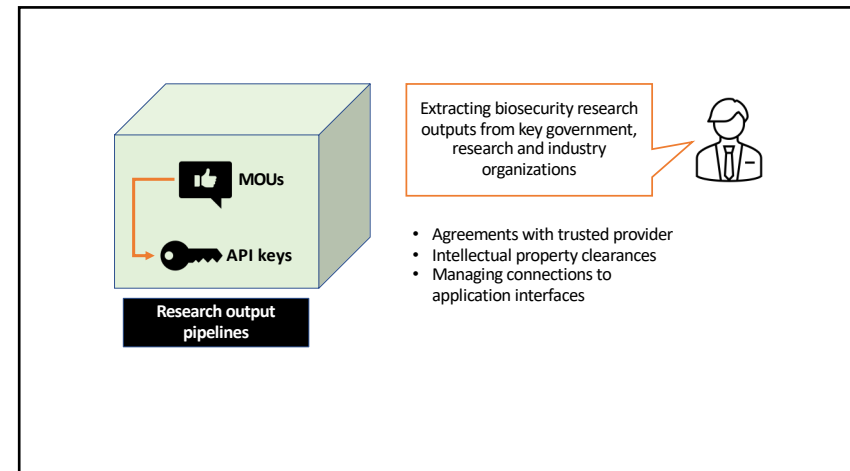 MOUs
API keys
Research output
pipelines
Extracting biosecurity research
outputs from key government,
research and industry
organizations
• Agreements with trusted provider
• Intellectual property clearances
• Managing connections to
application interfaces